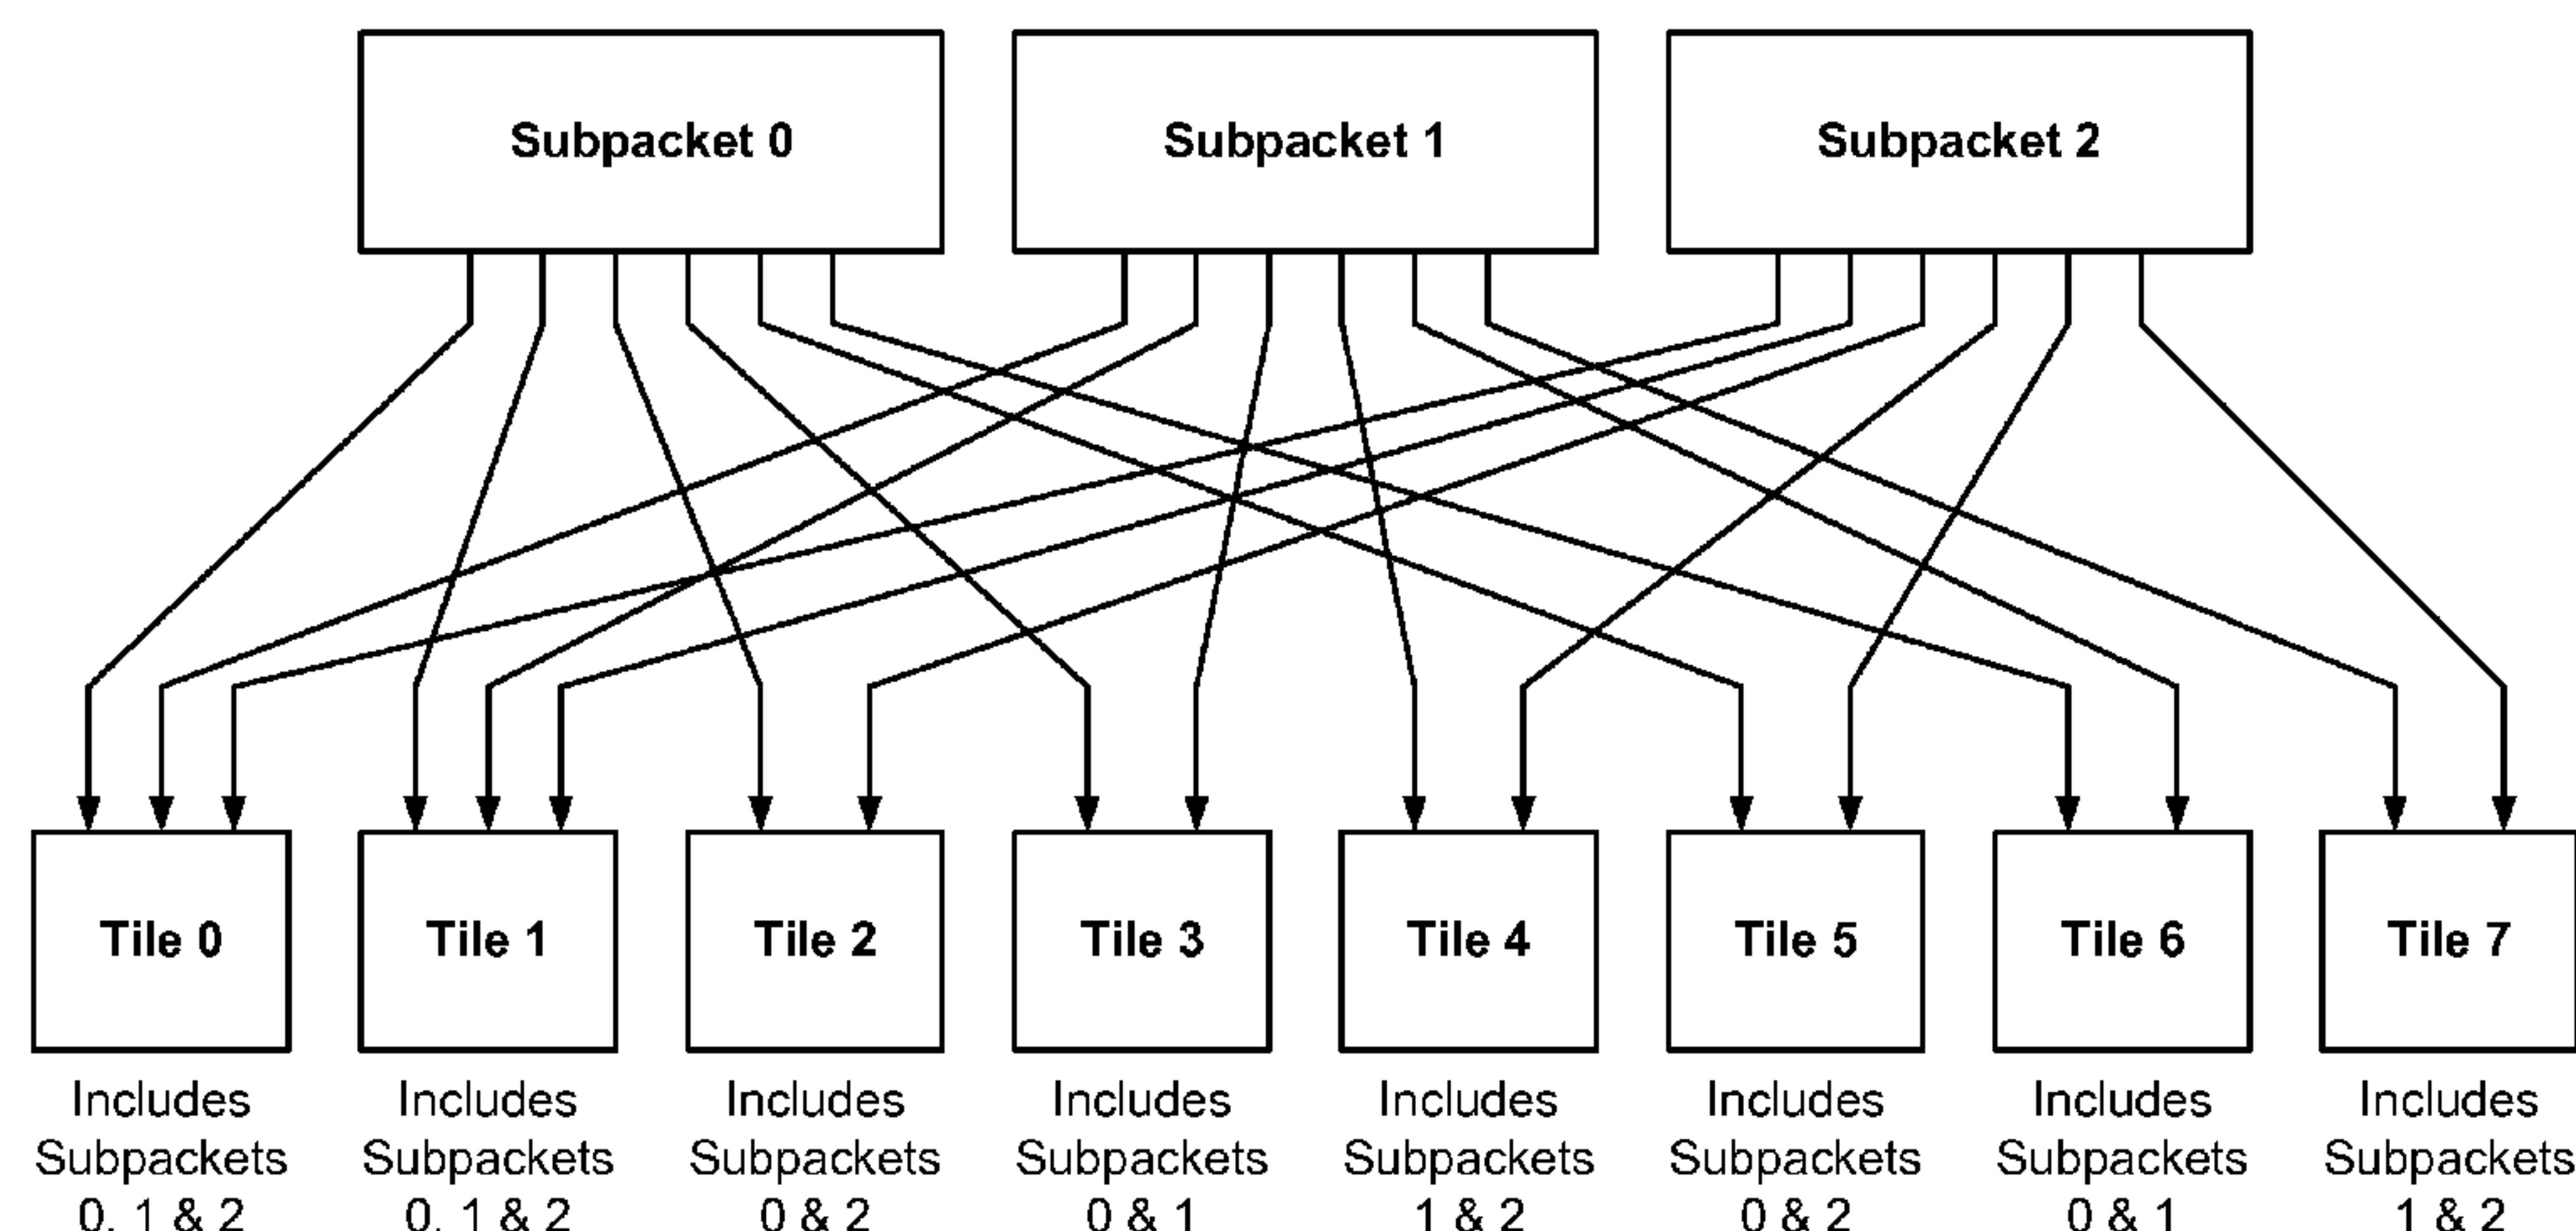 Subpacket 0
Subpacket 1
Subpacket 2
Tile 0
Tile 1
Tile 2
Tile 3
Tile 4
Tile 5
Tile 6
Tile 7
Includes
Subpackets
0, 1 & 2
Includes
Subpackets
0, 1 & 2
Includes
Subpackets
0 & 2
Includes
Subpackets
0 & 1
Includes
Subpackets
1 & 2
Includes
Subpackets
0 & 2
Includes
Subpackets
0 & 1
Includes
Subpackets
1 & 2